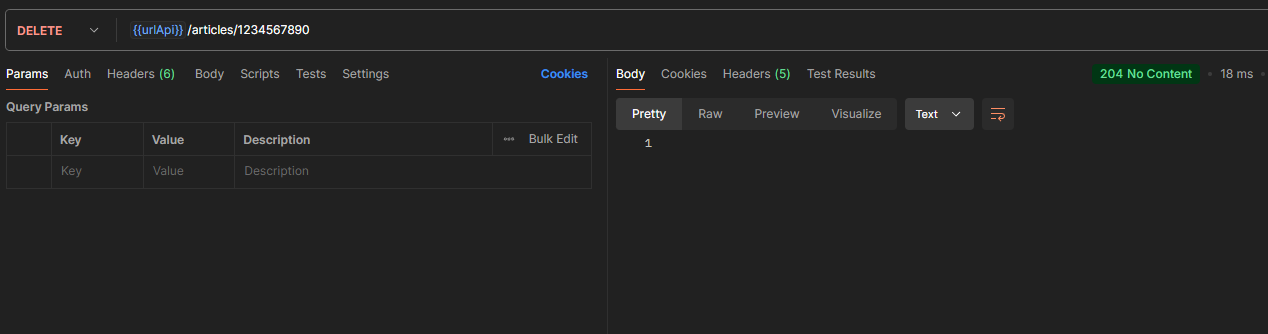 DELETE {{urlApi}}/articles/1234567890
Params Auth Headers (6) Body Scripts Tests Settings Cookies
Query Params
Key Value Description Bulk Edit
Key Value Description
Body Cookies Headers (5) Test Results 204 No Content 18 ms
Pretty Raw Preview Visualize Text
1